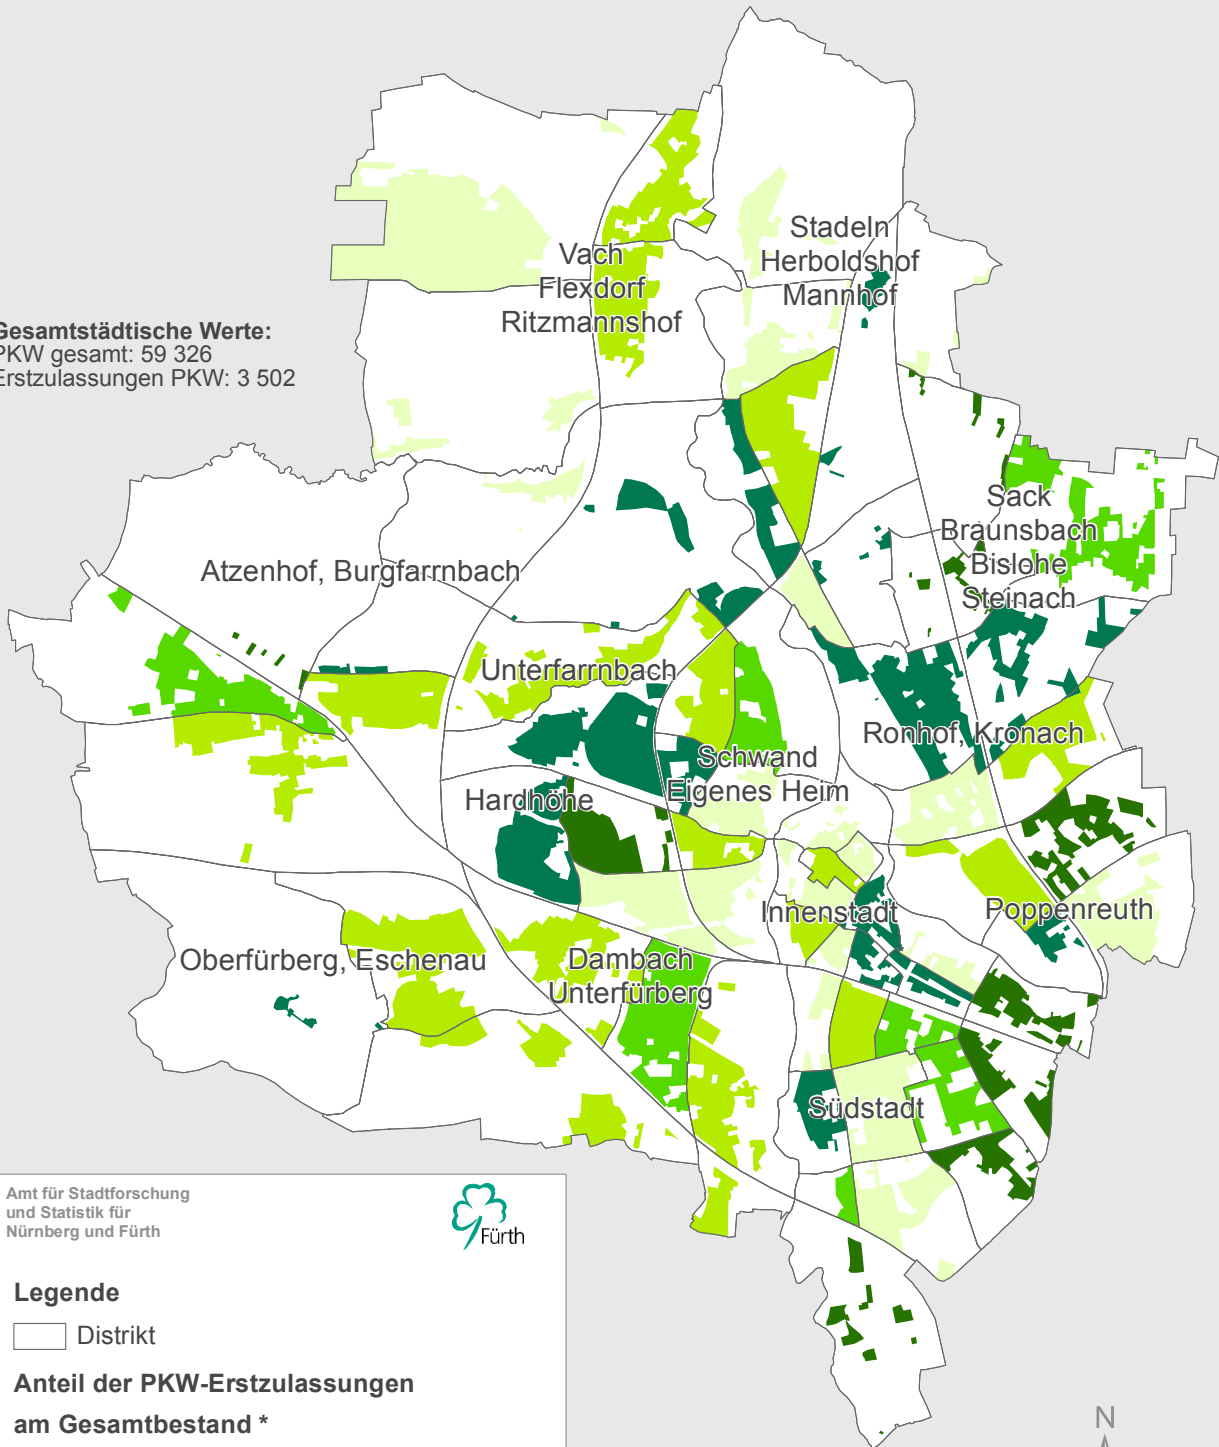 Stadeln
Herboldshof
Mannhof
Vach
Flexdorf
Ritzmannshof
Gesamtstädtische Werte:
PKW gesamt: 59 326
Erstzulassungen PKW: 3 502
Sack
Braunsbach
Bislohe
Steinach
Atzenhof, Burgfarrnbach
Unterfarrnbach
Ronhof, Kronach
Schwand
Eigenes Heim
Hardhöhe
Innenstadt
Poppenreuth
Oberfürberg, Eschenau
Dambach
Unterfürberg
Südstadt
Amt für Stadtforschung
und Statistik für
Nürnberg und Fürth
Fürth
Legende
Distrikt
Anteil der PKW-Erstzulassungen
am Gesamtbestand *
N